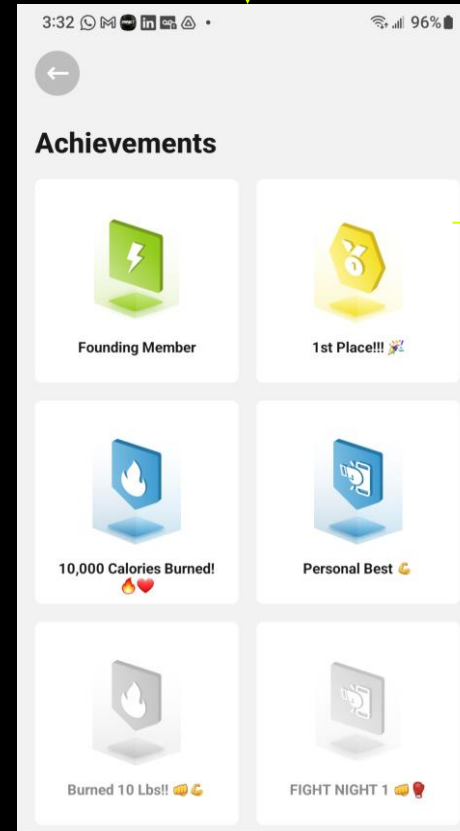 3:32 96%
Achievements
Founding Member
1st Place!!! 🎉
10,000 Calories Burned!
🔥❤️
Personal Best 💪
Burned 10 Lbs!! 👊💪
FIGHT NIGHT 1 👊🥊